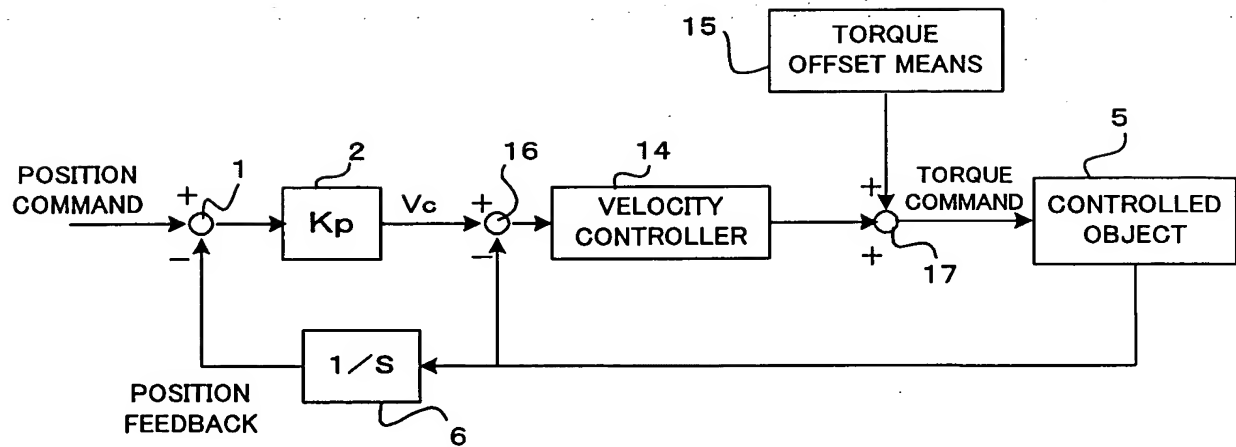 15
TORQUE
OFFSET MEANS
5
POSITION
COMMAND
+
1
2
Kp
Vc
+
16
14
VELOCITY
CONTROLLER
+
TORQUE
COMMAND
CONTROLLED
OBJECT
−
−
+
17
1/S
POSITION
FEEDBACK
6